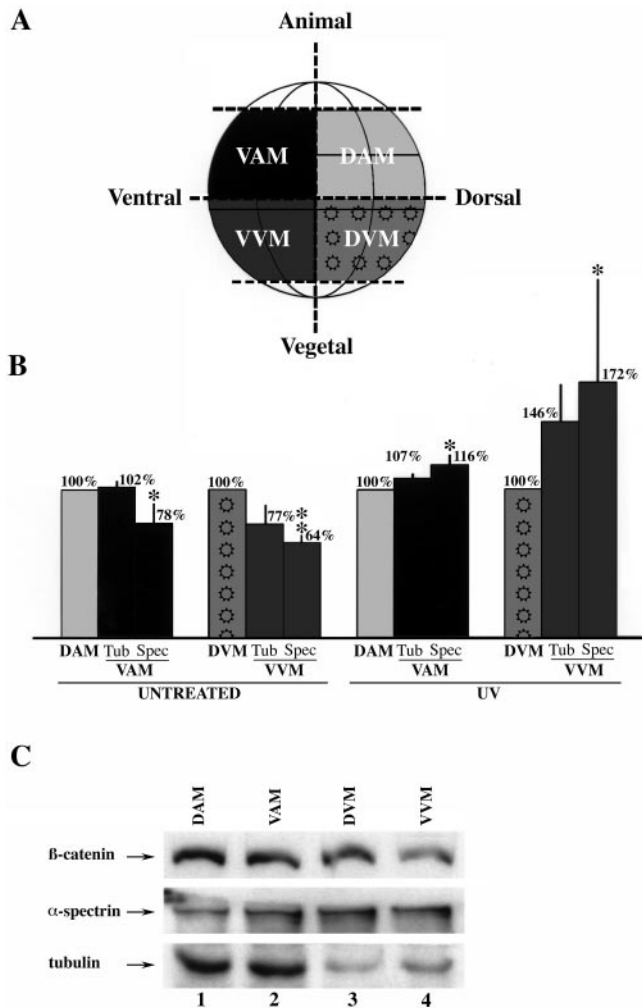 A
Animal
VAM DAM
Ventral Dorsal
VVM DVM
Vegetal
B
100% 102% * 78%
100% 77% * * 64%
100% 107% * 116%
100% 146% * 172%
DAM Tub Spec DVM Tub Spec DAM Tub Spec DVM Tub Spec
VAM VVM VAM VVM
UNTREATED UV
C
DAM VAM DVM VVM
ß-catenin
α-spectrin
tubulin
1 2 3 4